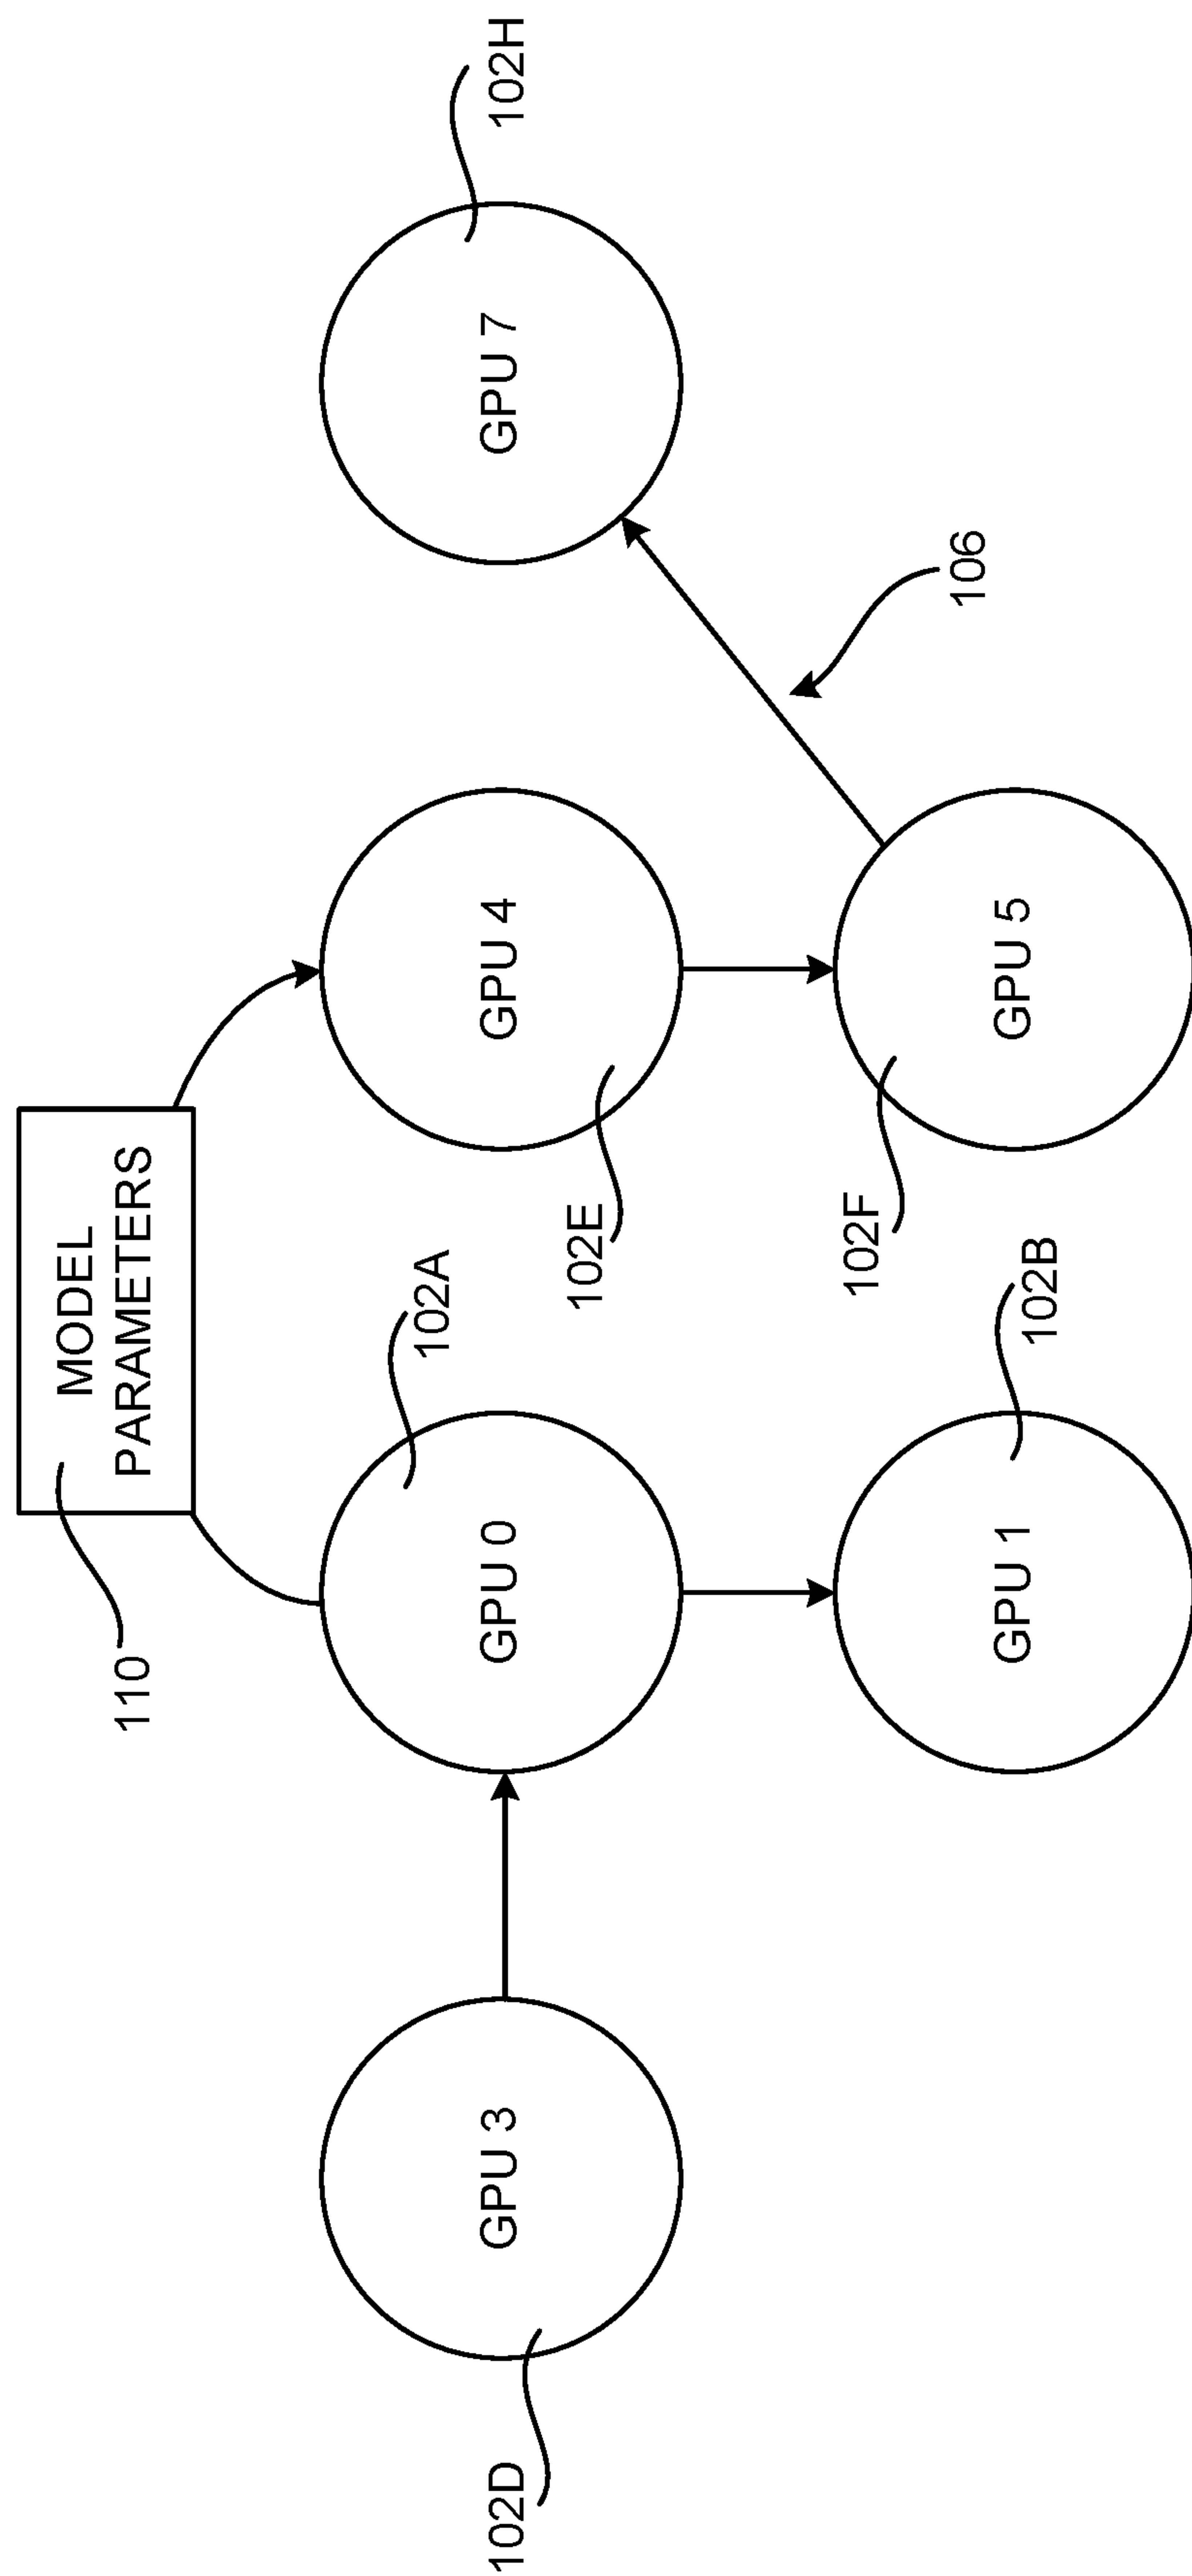 MODEL
PARAMETERS
110
102A
102E
102H
GPU 3
GPU 0
GPU 4
GPU 7
102D
102F
106
102B
GPU 1
GPU 5